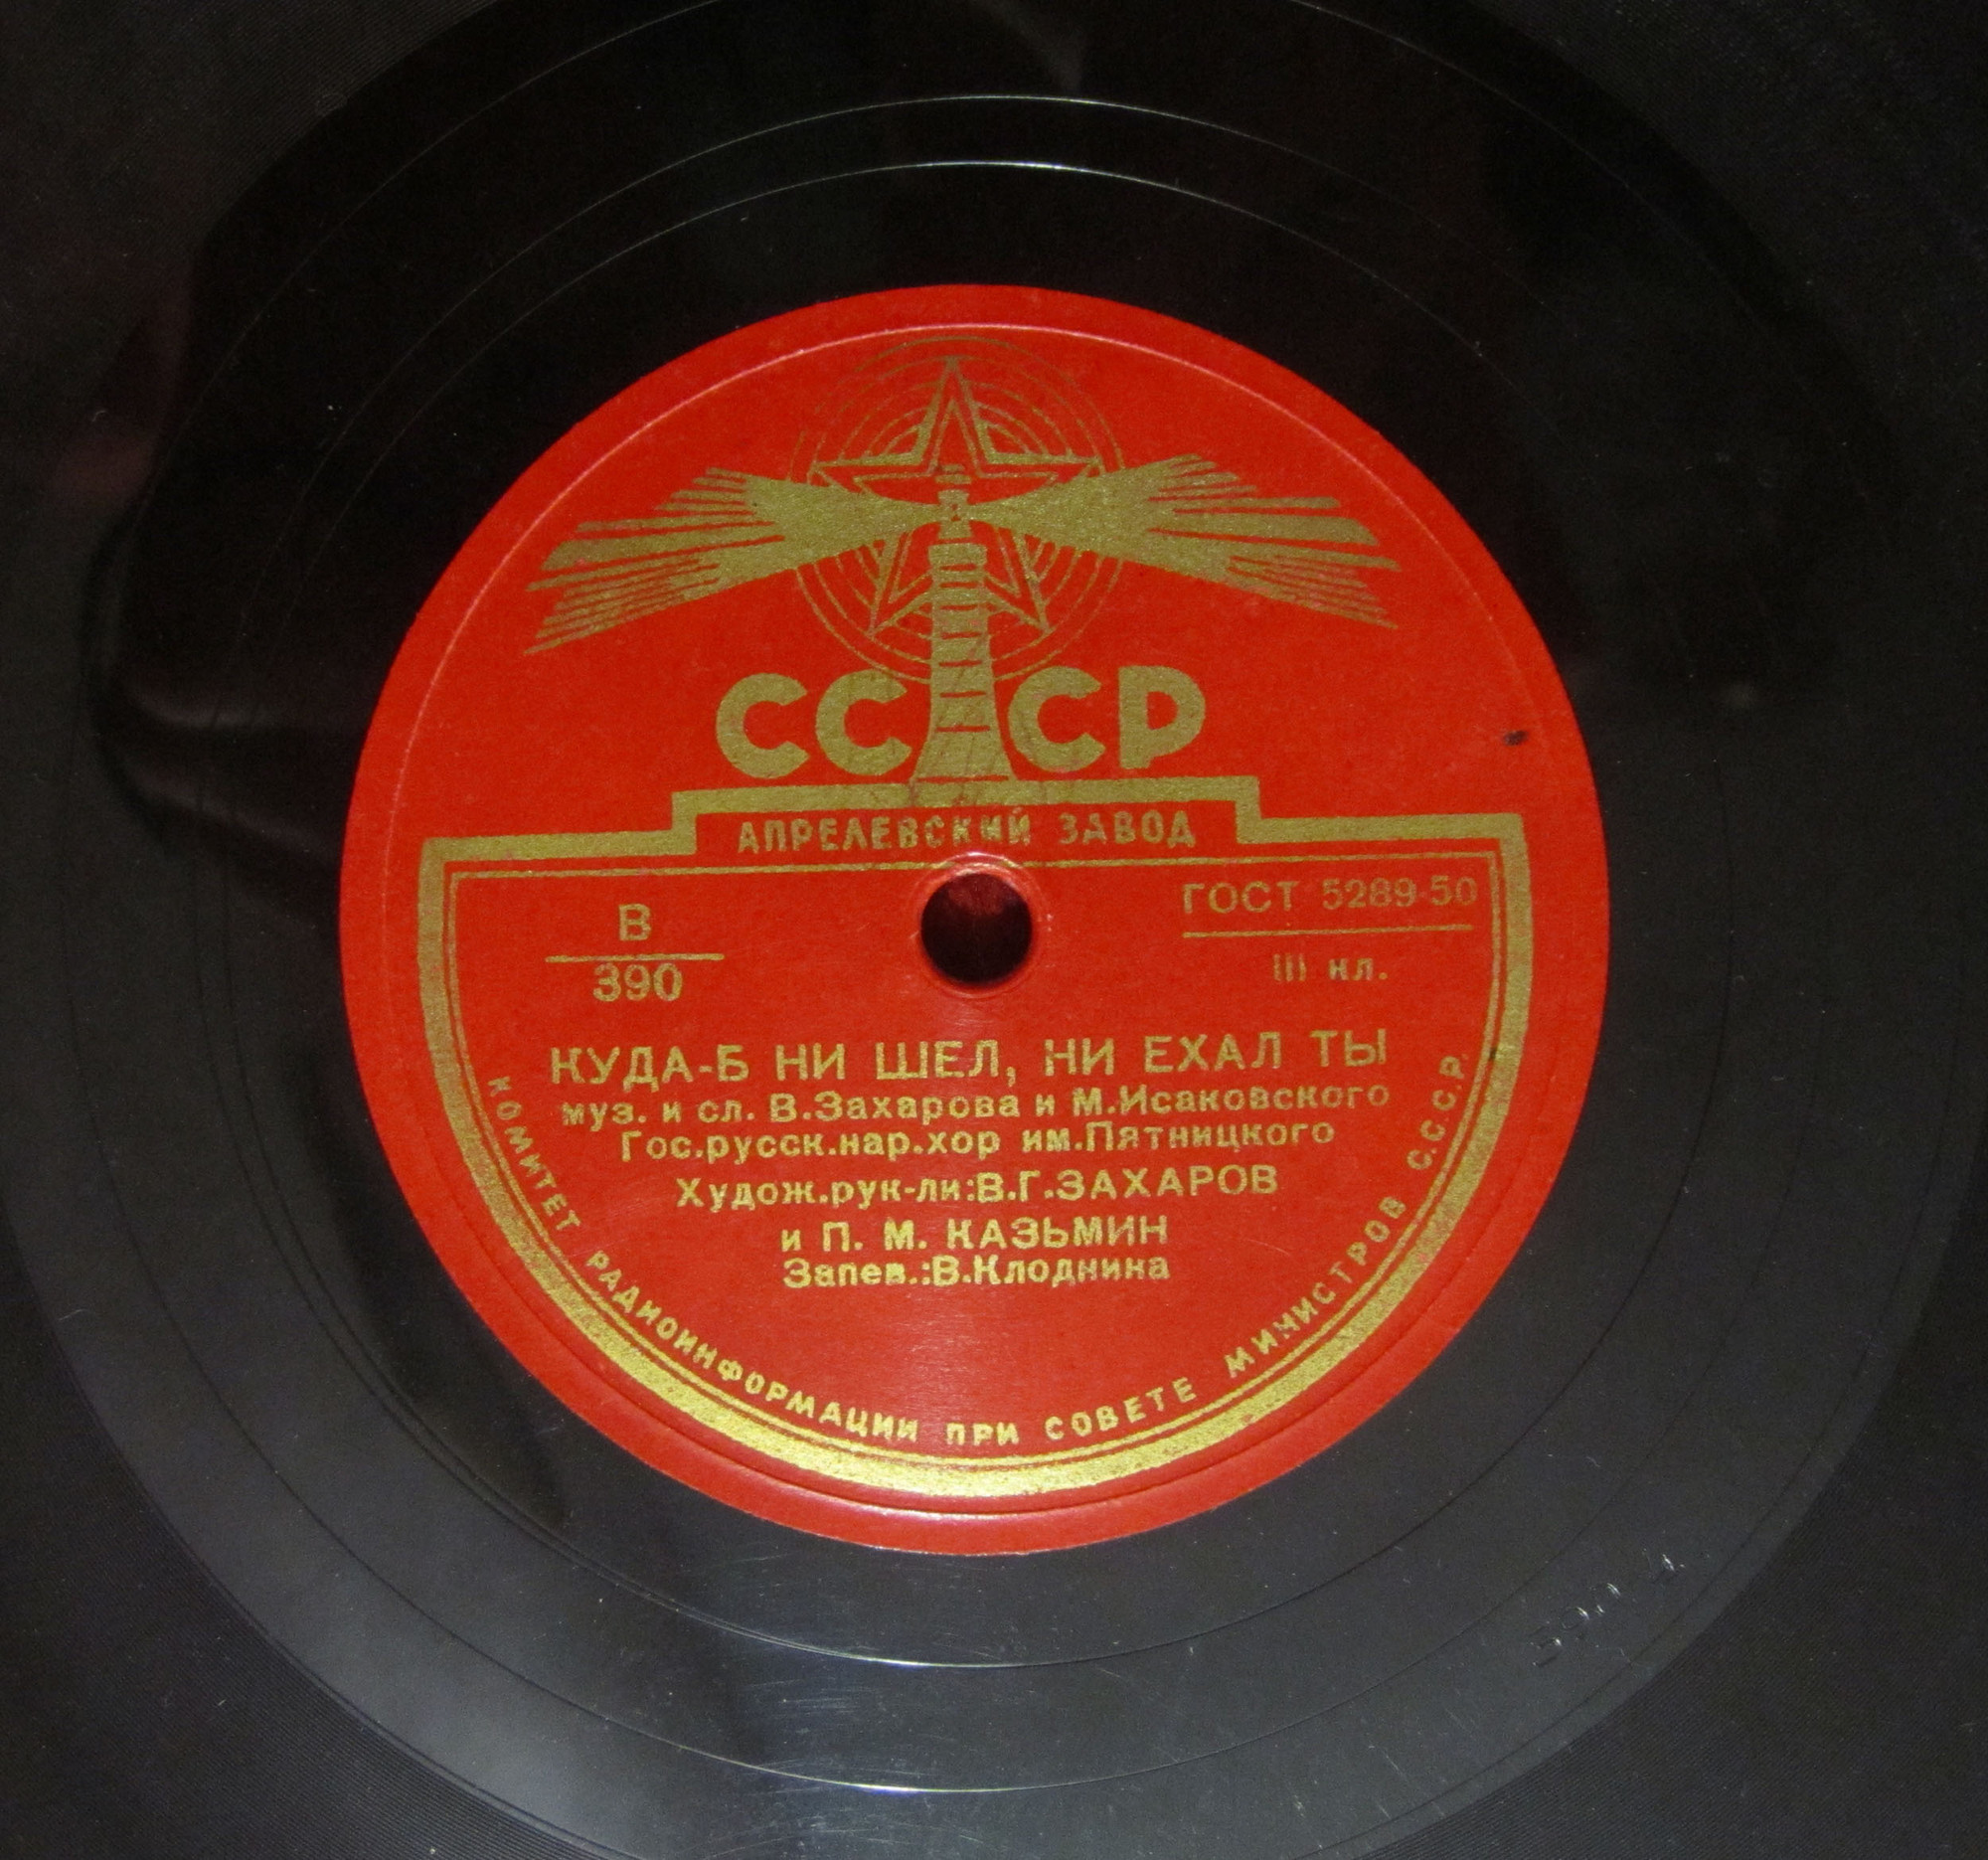 СССР
АПРЕЛЕВСКИЙ ЗАВОД
В
390
ГОСТ 5289-50
III кл.
КУДА-Б НИ ШЕЛ, НИ ЕХАЛ ТЫ
муз. и сл. В.Захарова и М.Исаковского
Гос.русск.нар.хор им.Пятницкого
Худож.рук-ли:В.Г.ЗАХАРОВ
и П. М. КАЗЬМИН
Запев.:В.Клоднина
КОМИТЕТ РАДИОИНФОРМАЦИИ ПРИ СОВЕТЕ МИНИСТРОВ С.С.С.Р.